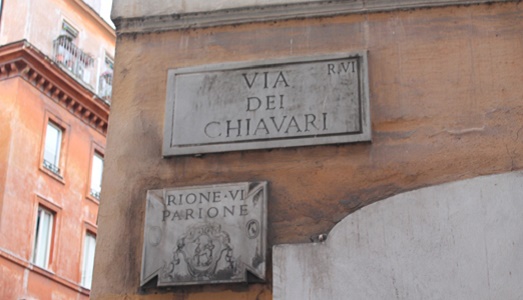 R. VI
VIA
DEI
CHIAVARI
RIONE · VI
PARIONE